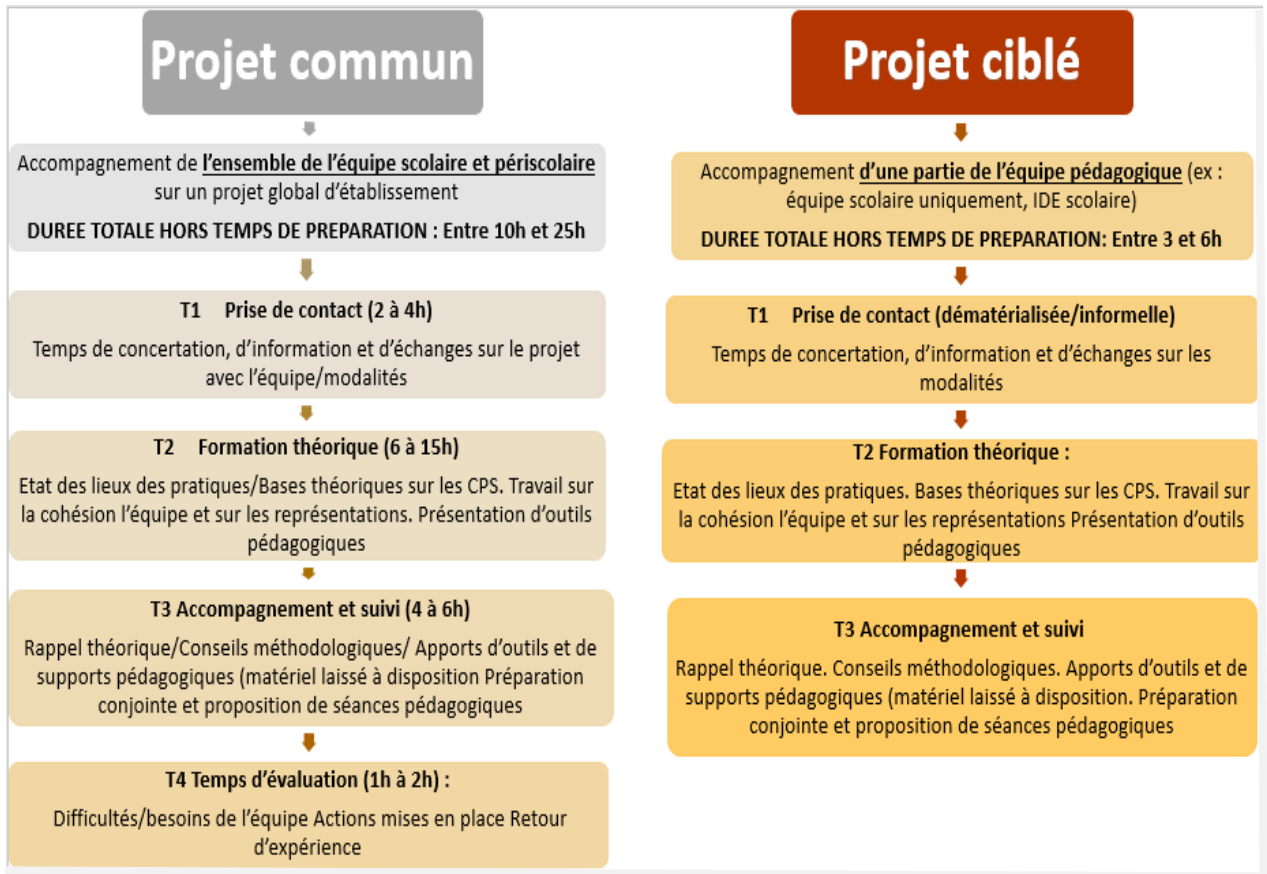 Projet commun
Accompagnement de l'ensemble de l'équipe scolaire et périscolaire
sur un projet global d'établissement
DUREE TOTALE HORS TEMPS DE PREPARATION : Entre 10h et 25h
T1 Prise de contact (2 à 4h)
Temps de concertation, d'information et d'échanges sur le projet
avec l'équipe/modalités
T2 Formation théorique (6 à 15h)
Etat des lieux des pratiques/Bases théoriques sur les CPS. Travail sur
la cohésion l'équipe et sur les représentations. Présentation d'outils
pédagogiques
T3 Accompagnement et suivi (4 à 6h)
Rappel théorique/Conseils méthodologiques/ Apports d'outils et de
supports pédagogiques (matériel laissé à disposition Préparation
conjointe et proposition de séances pédagogiques
T4 Temps d'évaluation (1h à 2h) :
Difficultés/besoins de l'équipe Actions mises en place Retour
d'expérience
Projet ciblé
Accompagnement d'une partie de l'équipe pédagogique (ex :
équipe scolaire uniquement, IDE scolaire)
DUREE TOTALE HORS TEMPS DE PREPARATION: Entre 3 et 6h
T1 Prise de contact (dématérialisée/informelle)
Temps de concertation, d'information et d'échanges sur les
modalités
T2 Formation théorique :
Etat des lieux des pratiques. Bases théoriques sur les CPS. Travail sur
la cohésion l'équipe et sur les représentations Présentation d'outils
pédagogiques
T3 Accompagnement et suivi
Rappel théorique. Conseils méthodologiques. Apports d'outils et de
supports pédagogiques (matériel laissé à disposition. Préparation
conjointe et proposition de séances pédagogiques